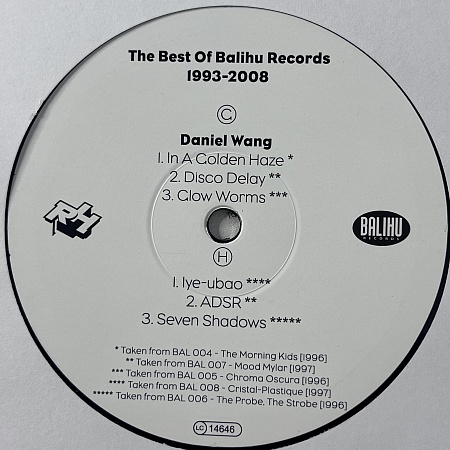 The Best Of Balihu Records
1993-2008
C
Daniel Wang
1. In A Golden Haze *
2. Disco Delay **
3. Glow Worms ***
RH
BALIHU
RECORDS
H
1. Iye-ubao ****
2. ADSR **
3. Seven Shadows *****
* Taken from BAL 004 - The Morning Kids [1996]
** Taken from BAL 007 - Mood Mylar [1997]
*** Taken from BAL 005 - Chroma Oscura [1996]
**** Taken from BAL 008 - Cristal-Plastique [1997]
***** Taken from BAL 006 - The Probe, The Strobe [1996]
LC 14646